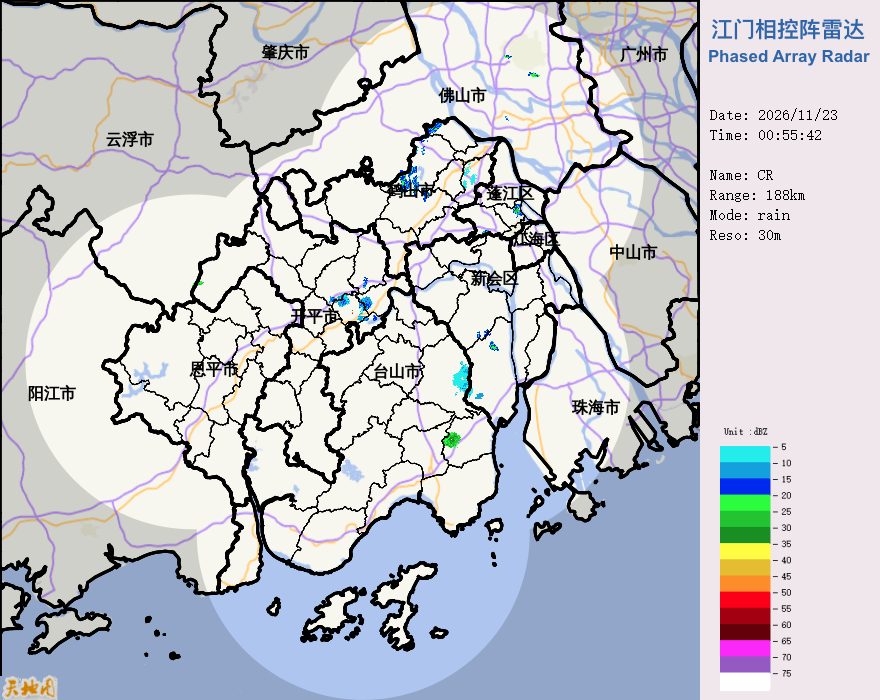 江门相控阵雷达
Phased Array Radar
Date: 2026/11/23
Time: 00:55:42
Name: CR
Range: 188km
Mode: rain
Reso: 30m
肇庆市
广州市
佛山市
云浮市
鹤山市
蓬江区
江海区
中山市
新会区
开平市
恩平市
台山市
阳江市
珠海市
Unit :dBZ
5
10
15
20
25
30
35
40
45
50
55
60
65
70
75
天地图